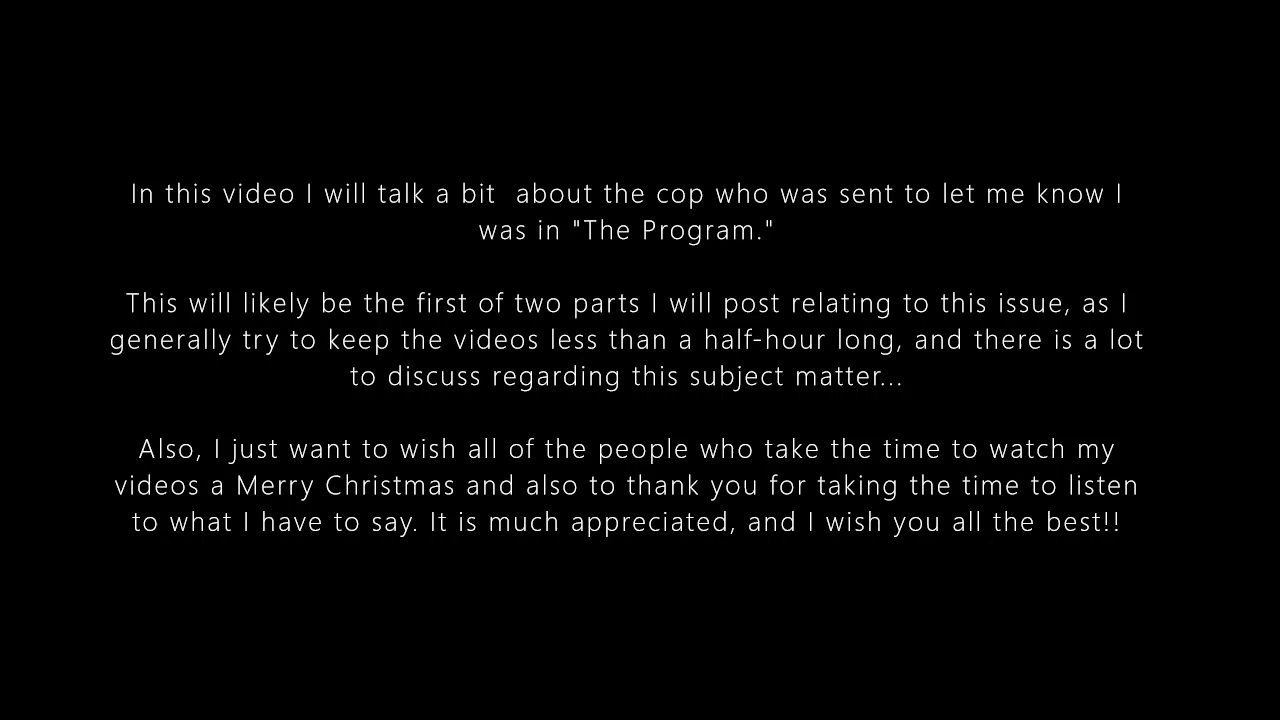 In this video I will talk a bit  about the cop who was sent to let me know I
was in "The Program."
This will likely be the first of two parts I will post relating to this issue, as I
generally try to keep the videos less than a half-hour long, and there is a lot
to discuss regarding this subject matter...
Also, I just want to wish all of the people who take the time to watch my
videos a Merry Christmas and also to thank you for taking the time to listen
to what I have to say. It is much appreciated, and I wish you all the best!!